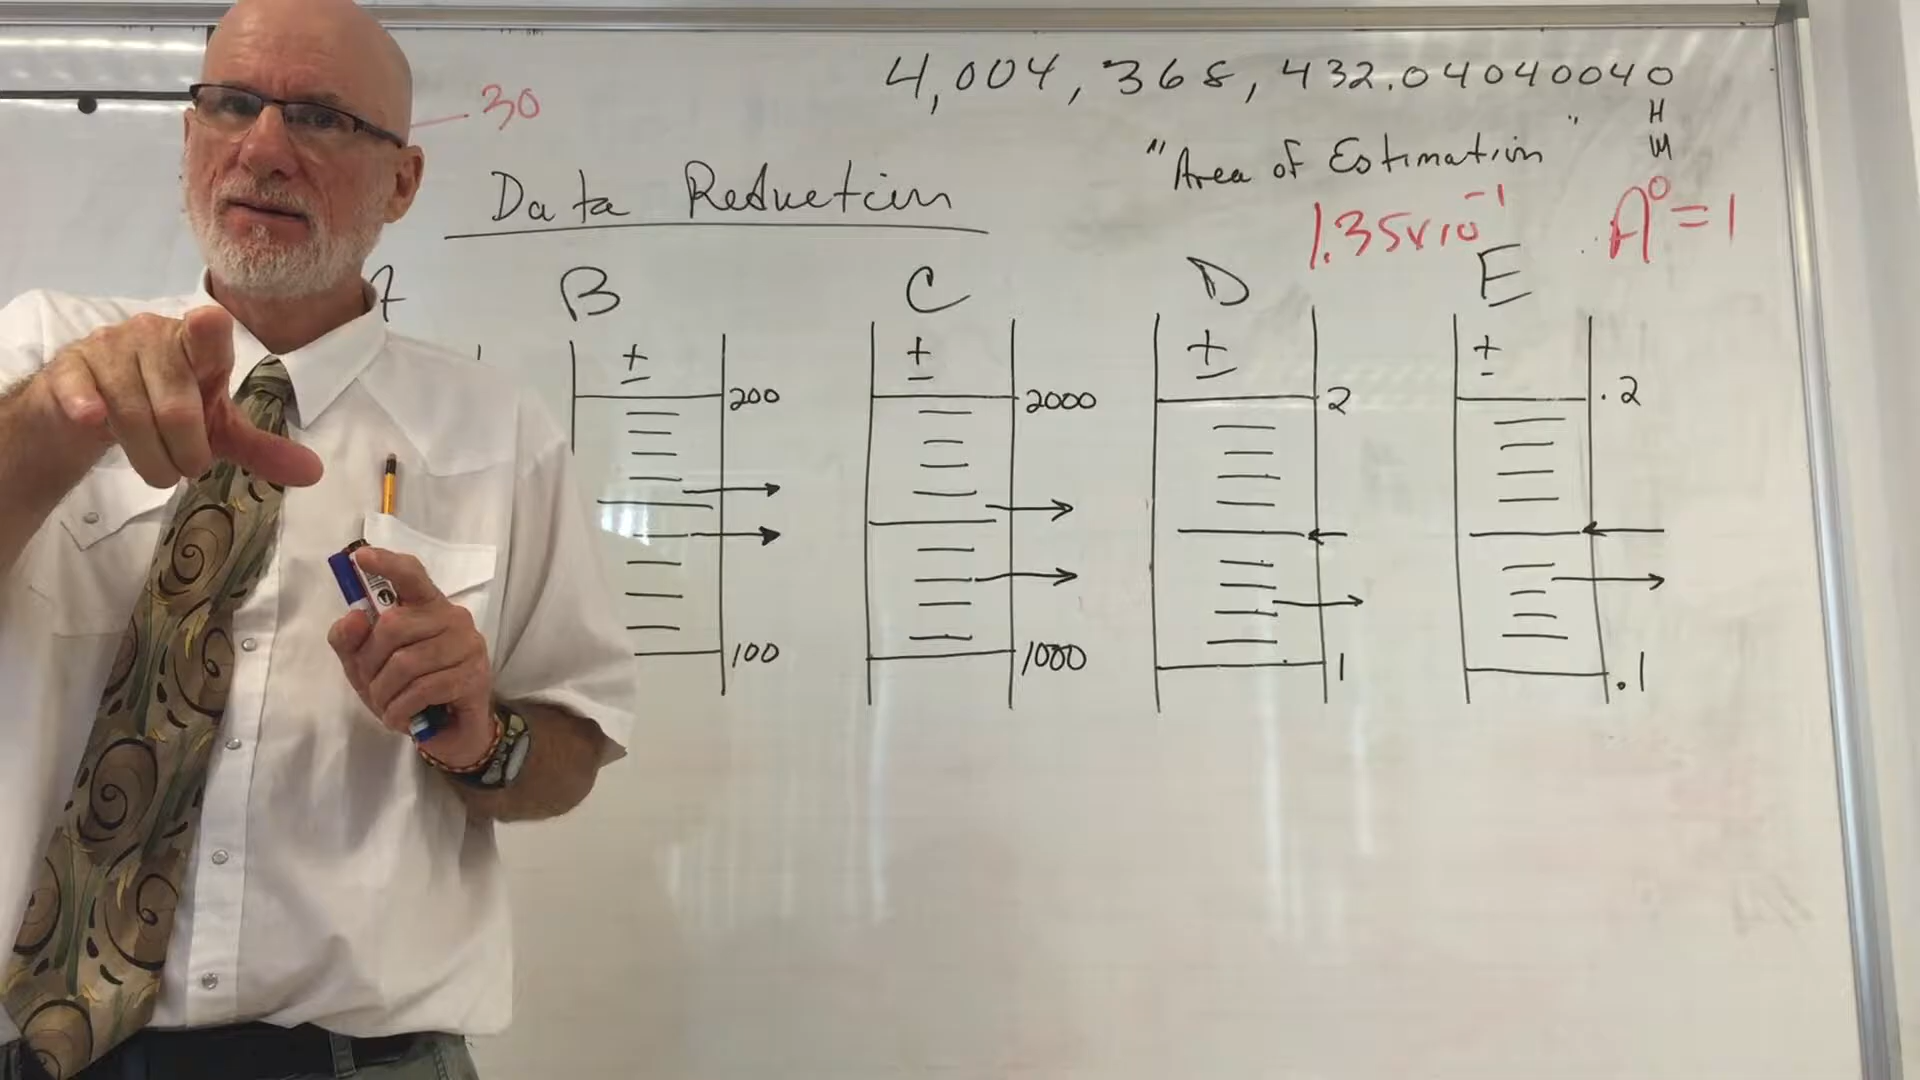 4,004,368,432.04040040
H
W
30
"Area of Estimation"
Data Reduction
1.35x10⁻¹
A⁰=1
A B C D E
± ± ± ±
200 2000 2 .2
100 1000 1 .1